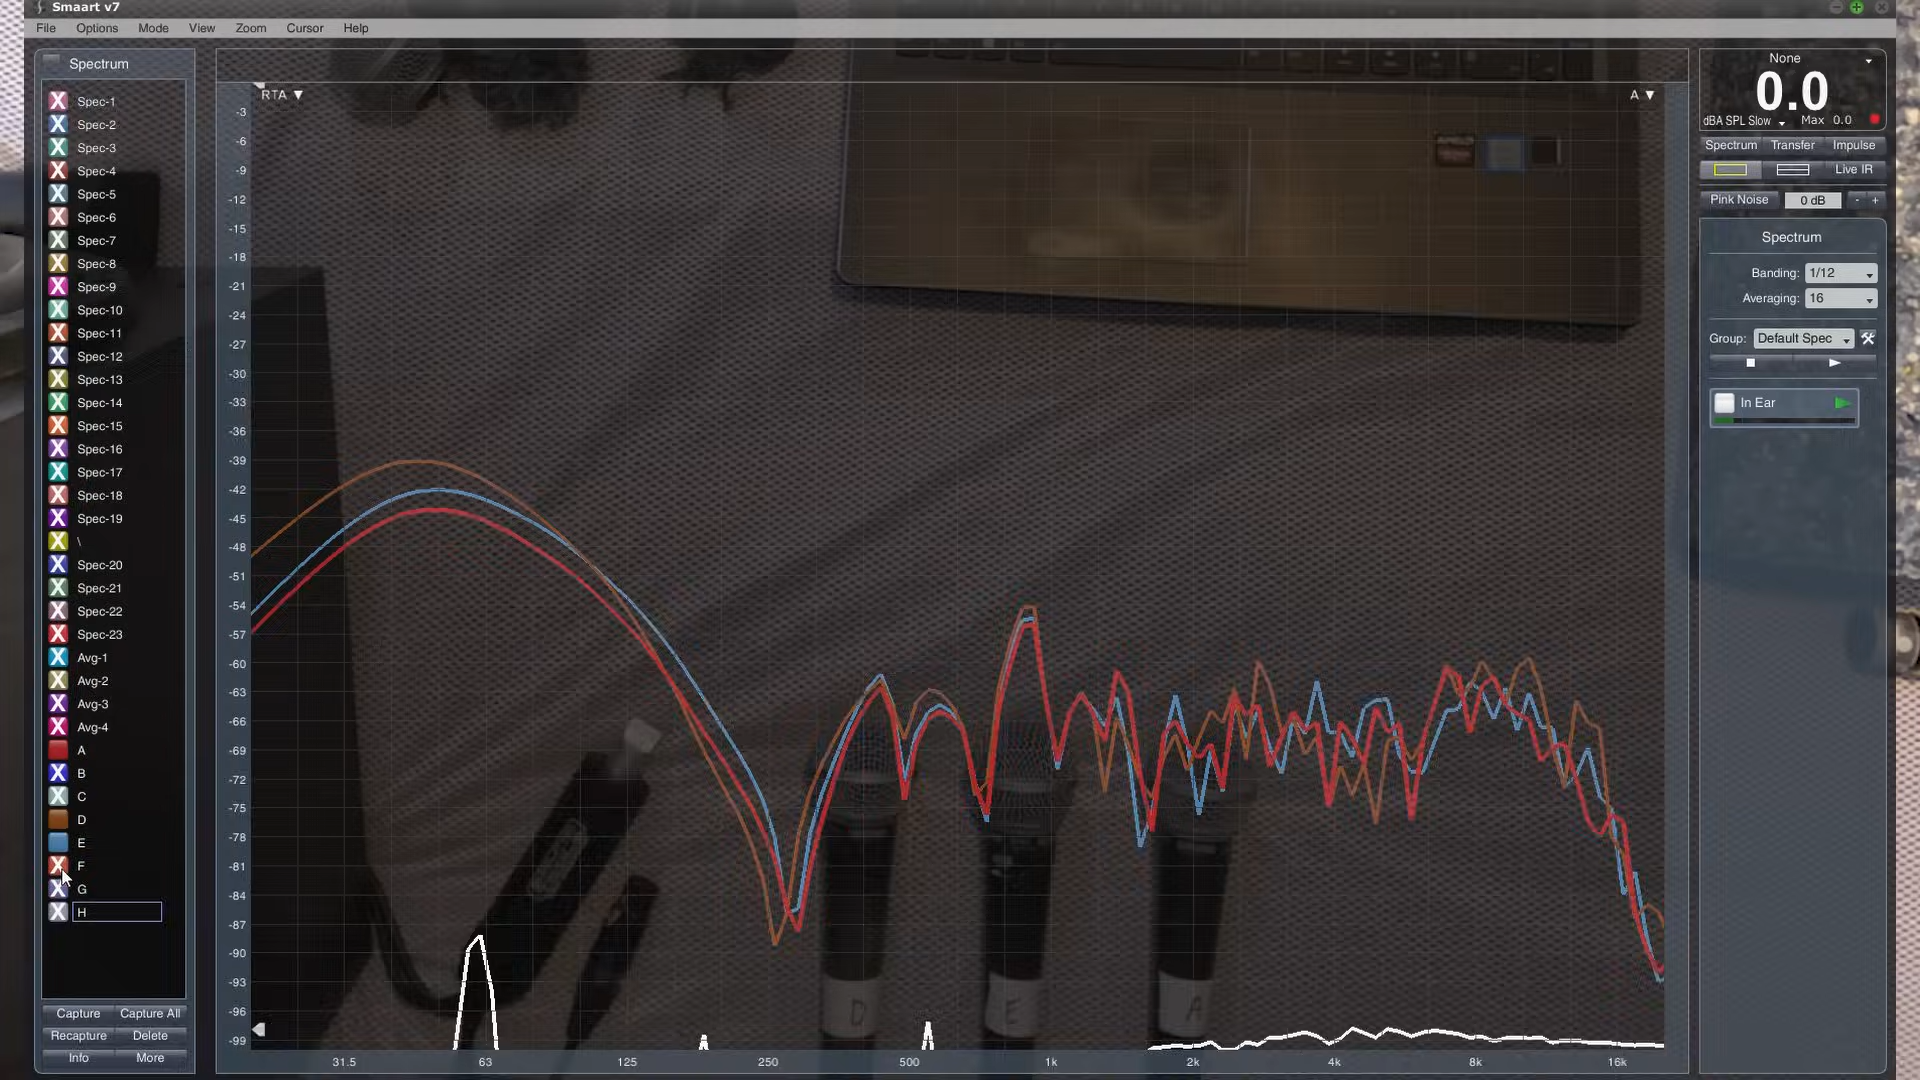 Smaart v7
File Options Mode View Zoom Cursor Help
Spectrum
Spec-1
Spec-2
Spec-3
Spec-4
Spec-5
Spec-6
Spec-7
Spec-8
Spec-9
Spec-10
Spec-11
Spec-12
Spec-13
Spec-14
Spec-15
Spec-16
Spec-17
Spec-18
Spec-19
\
Spec-20
Spec-21
Spec-22
Spec-23
Avg-1
Avg-2
Avg-3
Avg-4
A
B
C
D
E
F
G
H
Capture Capture All
Recapture Delete
Info More
RTA ▼ A ▼
-3
-6
-9
-12
-15
-18
-21
-24
-27
-30
-33
-36
-39
-42
-45
-48
-51
-54
-57
-60
-63
-66
-69
-72
-75
-78
-81
-84
-87
-90
-93
-96
-99
31.5 63 125 250 500 1k 2k 4k 8k 16k
D E A
None
0.0
dBA SPL Slow Max 0.0
Spectrum Transfer Impulse
Live IR
Pink Noise 0 dB - +
Spectrum
Banding: 1/12
Averaging: 16
Group: Default Spec
In Ear